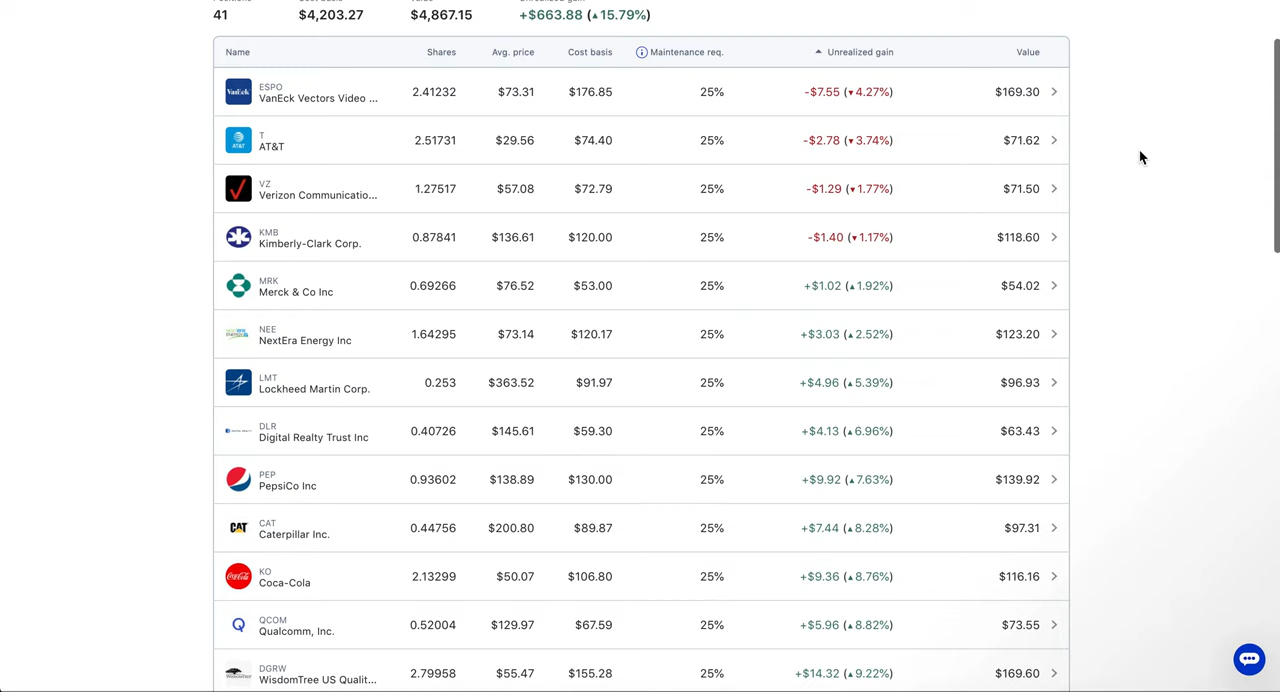 41 $4,203.27 $4,867.15 +$663.88 (▲15.79%)
Name Shares Avg. price Cost basis Maintenance req. Unrealized gain Value
ESPO
VanEck Vectors Video ... 2.41232 $73.31 $176.85 25% -$7.55 (▼4.27%) $169.30
T
AT&T 2.51731 $29.56 $74.40 25% -$2.78 (▼3.74%) $71.62
VZ
Verizon Communicatio... 1.27517 $57.08 $72.79 25% -$1.29 (▼1.77%) $71.50
KMB
Kimberly-Clark Corp. 0.87841 $136.61 $120.00 25% -$1.40 (▼1.17%) $118.60
MRK
Merck & Co Inc 0.69266 $76.52 $53.00 25% +$1.02 (▲1.92%) $54.02
NEE
NextEra Energy Inc 1.64295 $73.14 $120.17 25% +$3.03 (▲2.52%) $123.20
LMT
Lockheed Martin Corp. 0.253 $363.52 $91.97 25% +$4.96 (▲5.39%) $96.93
DLR
Digital Realty Trust Inc 0.40726 $145.61 $59.30 25% +$4.13 (▲6.96%) $63.43
PEP
PepsiCo Inc 0.93602 $138.89 $130.00 25% +$9.92 (▲7.63%) $139.92
CAT
Caterpillar Inc. 0.44756 $200.80 $89.87 25% +$7.44 (▲8.28%) $97.31
KO
Coca-Cola 2.13299 $50.07 $106.80 25% +$9.36 (▲8.76%) $116.16
QCOM
Qualcomm, Inc. 0.52004 $129.97 $67.59 25% +$5.96 (▲8.82%) $73.55
DGRW
WisdomTree US Qualit... 2.79958 $55.47 $155.28 25% +$14.32 (▲9.22%) $169.60